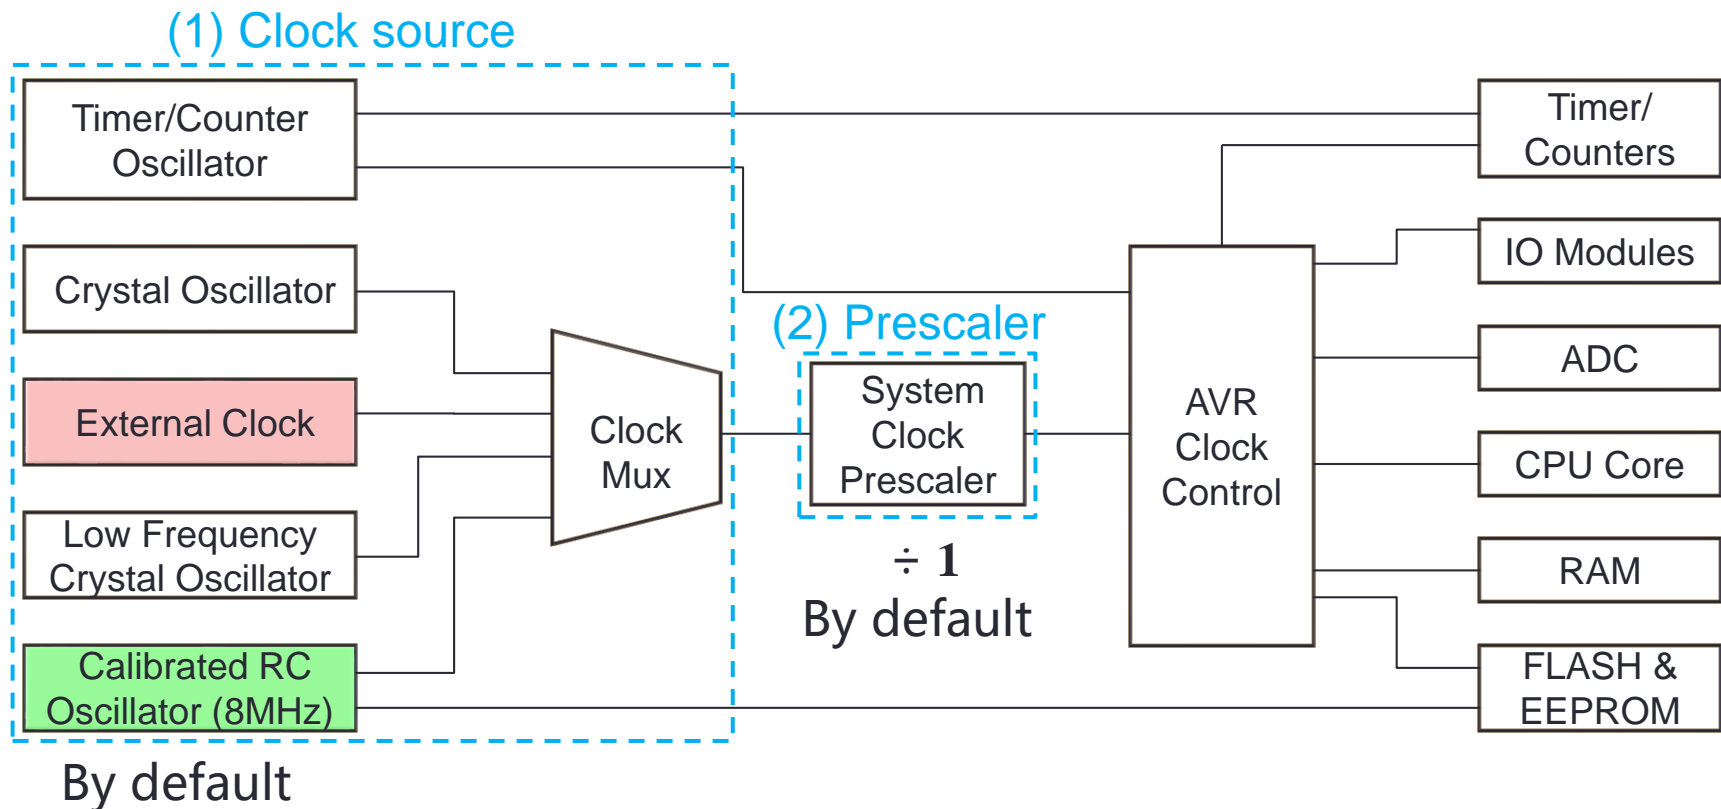 (1) Clock source
Timer/Counter
Oscillator
Crystal Oscillator
External Clock
Low Frequency
Crystal Oscillator
Calibrated RC
Oscillator (8MHz)
By default
Clock
Mux
(2) Prescaler
System
Clock
Prescaler
÷ 1
By default
AVR
Clock
Control
Timer/
Counters
IO Modules
ADC
CPU Core
RAM
FLASH &
EEPROM